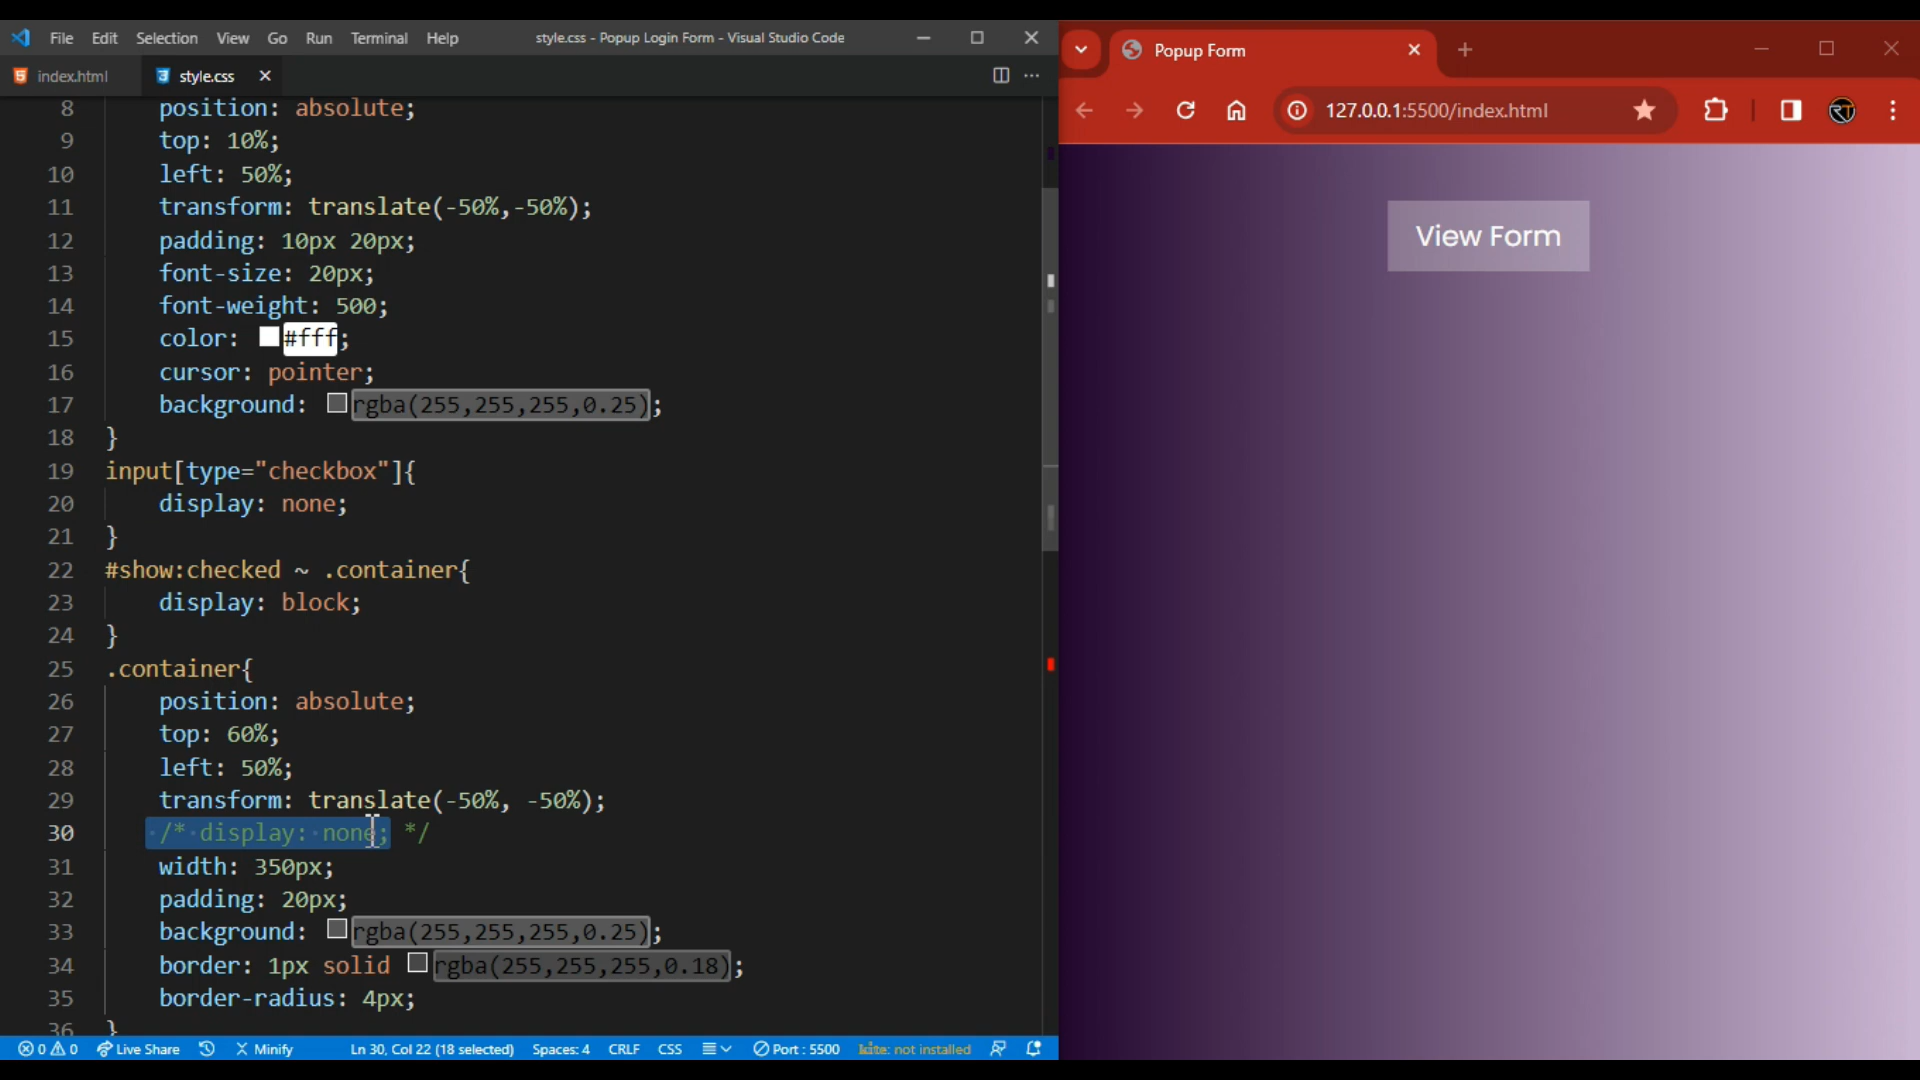 File Edit Selection View Go Run Terminal Help style.css - Popup Login Form - Visual Studio Code
index.html style.css
8 position: absolute;
9 top: 10%;
10 left: 50%;
11 transform: translate(-50%,-50%);
12 padding: 10px 20px;
13 font-size: 20px;
14 font-weight: 500;
15 color: #fff;
16 cursor: pointer;
17 background: rgba(255,255,255,0.25);
18 }
19 input[type="checkbox"]{
20 display: none;
21 }
22 #show:checked ~ .container{
23 display: block;
24 }
25 .container{
26 position: absolute;
27 top: 60%;
28 left: 50%;
29 transform: translate(-50%, -50%);
30 /* display: none; */
31 width: 350px;
32 padding: 20px;
33 background: rgba(255,255,255,0.25);
34 border: 1px solid rgba(255,255,255,0.18);
35 border-radius: 4px;
36 }
0 0 Live Share Minify Ln 30, Col 22 (18 selected) Spaces: 4 CRLF CSS Port : 5500 kite: not installed
Popup Form
127.0.0.1:5500/index.html RT
View Form